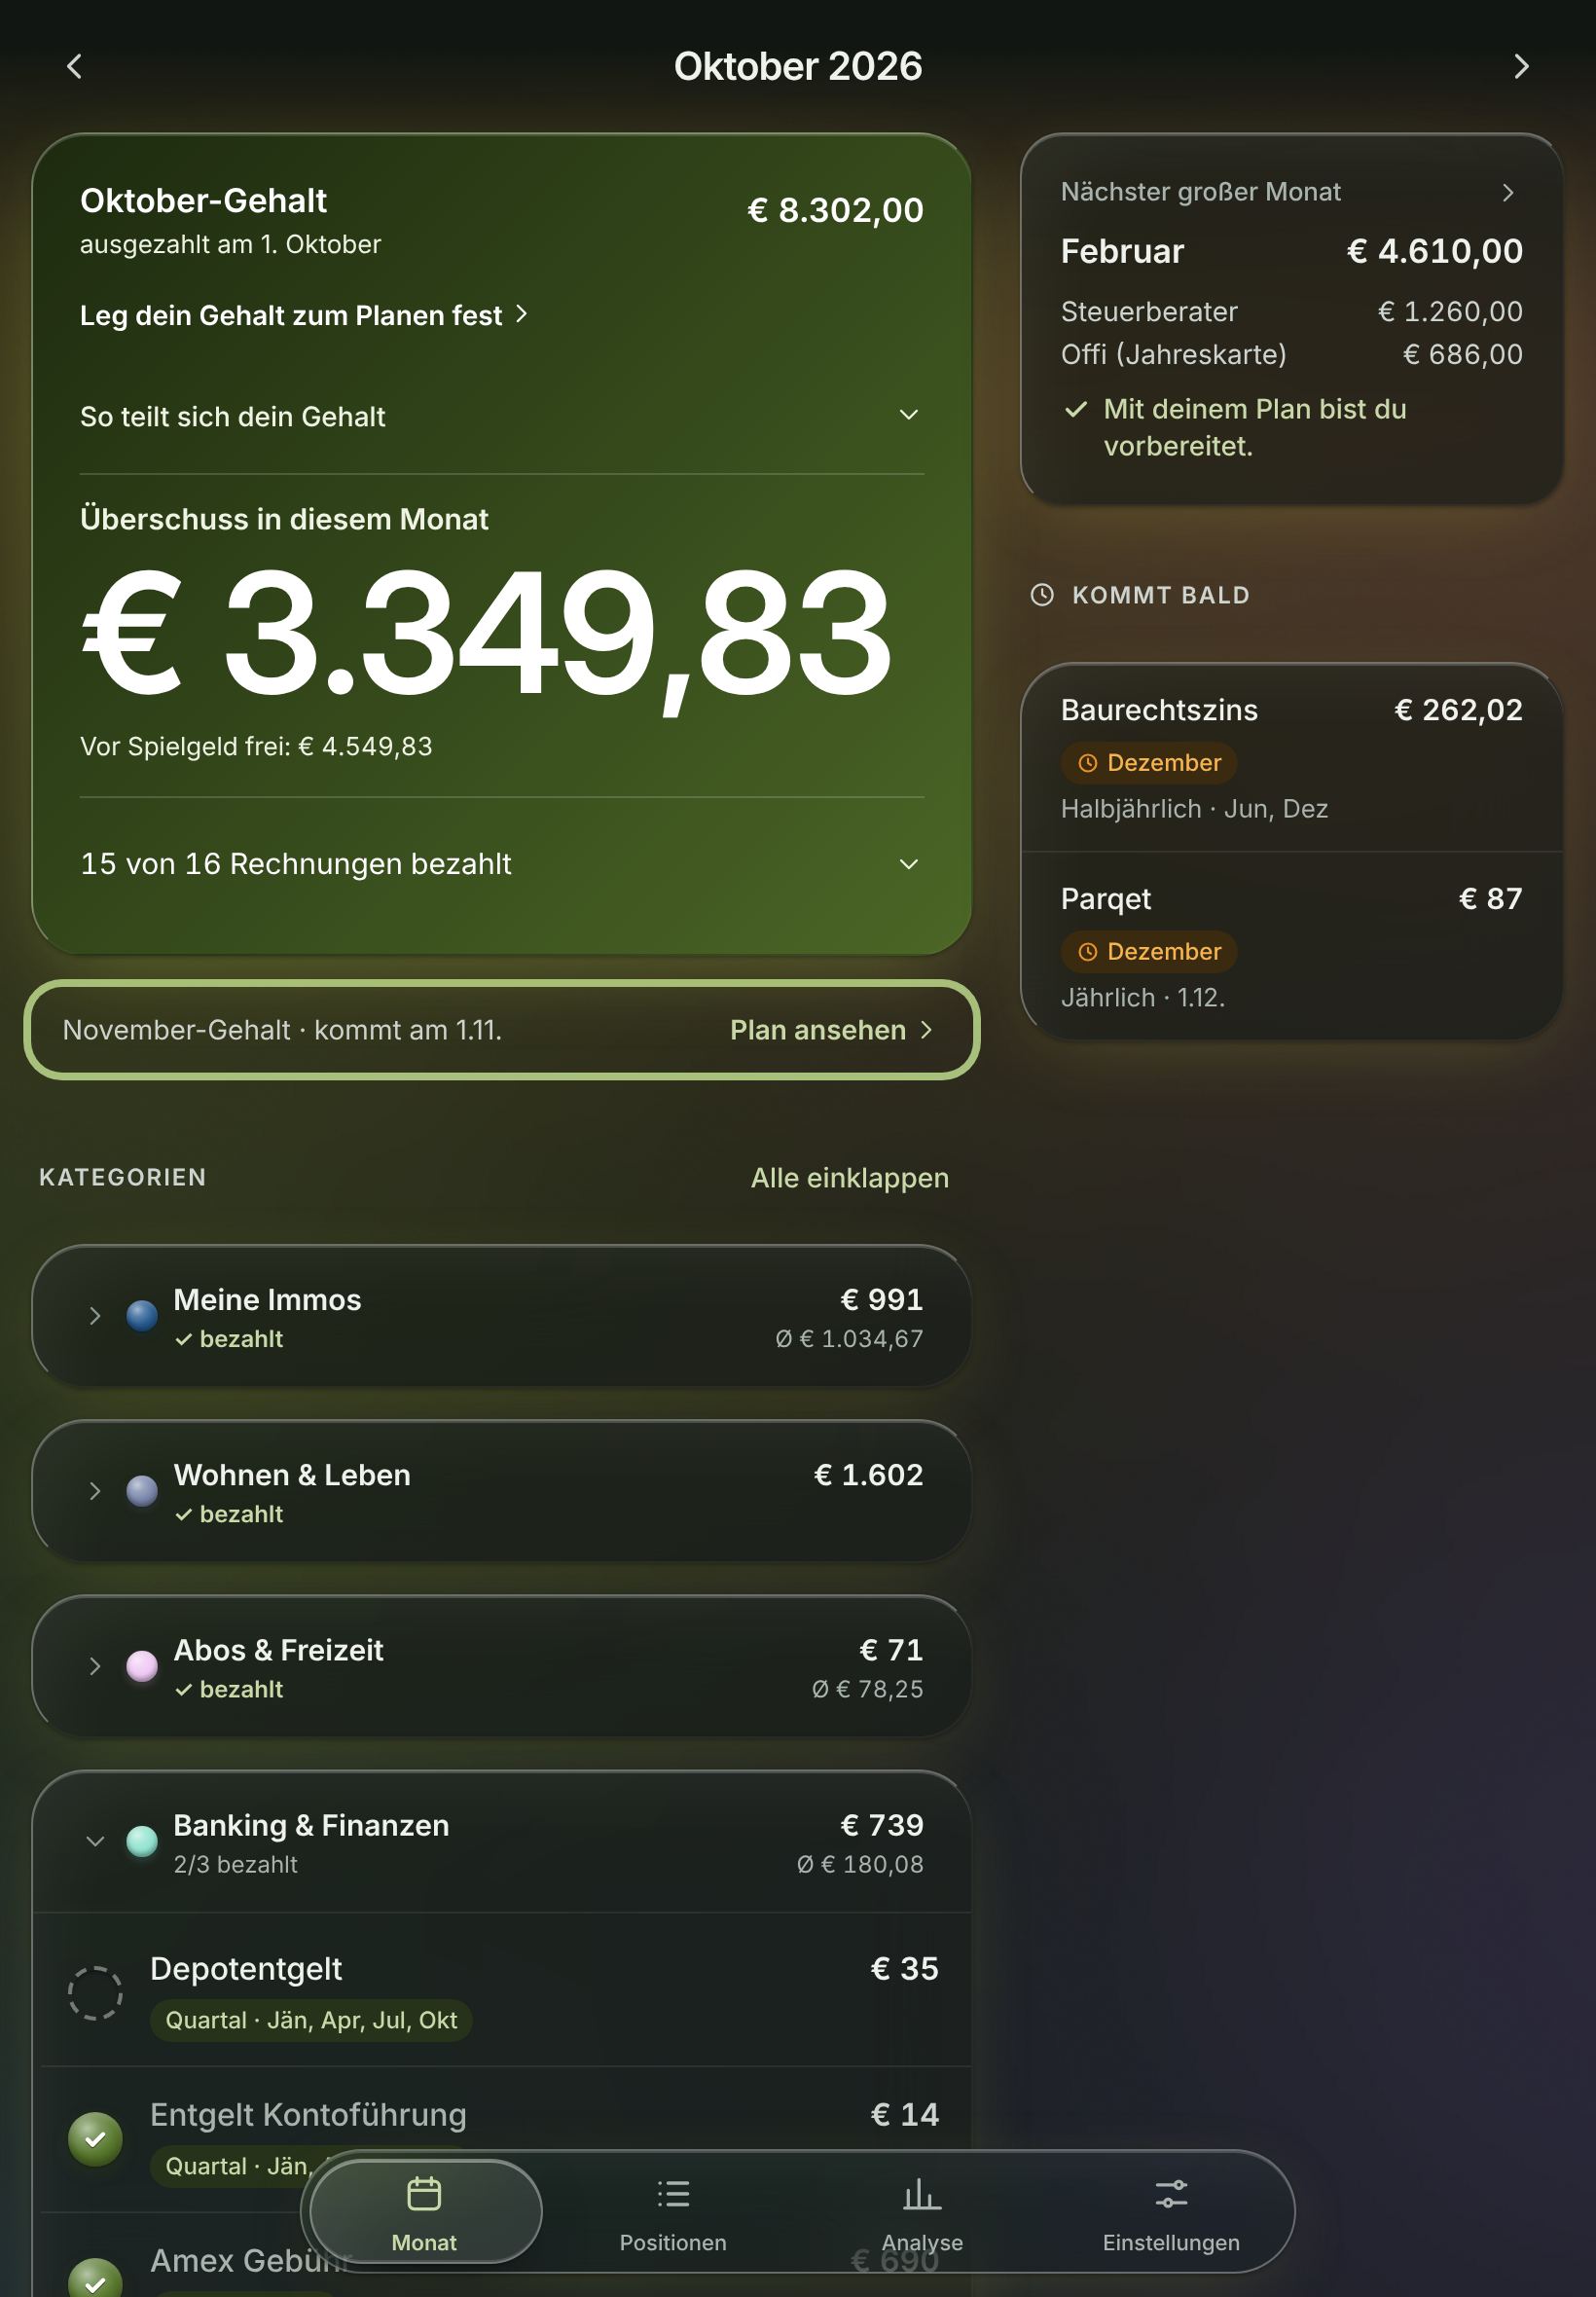 Oktober 2026
Oktober-Gehalt
€ 8.302,00
ausgezahlt am 1. Oktober
Leg dein Gehalt zum Planen fest
So teilt sich dein Gehalt
Überschuss in diesem Monat
€ 3.349,83
Vor Spielgeld frei: € 4.549,83
15 von 16 Rechnungen bezahlt
November-Gehalt · kommt am 1.11.
Plan ansehen
Nächster großer Monat
Februar € 4.610,00
Steuerberater € 1.260,00
Offi (Jahreskarte) € 686,00
Mit deinem Plan bist du
vorbereitet.
KOMMT BALD
Baurechtszins € 262,02
Dezember
Halbjährlich · Jun, Dez
Parqet € 87
Dezember
Jährlich · 1.12.
KATEGORIEN
Alle einklappen
Meine Immos € 991
bezahlt Ø € 1.034,67
Wohnen & Leben € 1.602
bezahlt
Abos & Freizeit € 71
bezahlt Ø € 78,25
Banking & Finanzen € 739
2/3 bezahlt Ø € 180,08
Depotentgelt € 35
Quartal · Jän, Apr, Jul, Okt
Entgelt Kontoführung € 14
Quartal · Jän,
Amex Gebühr € 690
Monat
Positionen
Analyse
Einstellungen